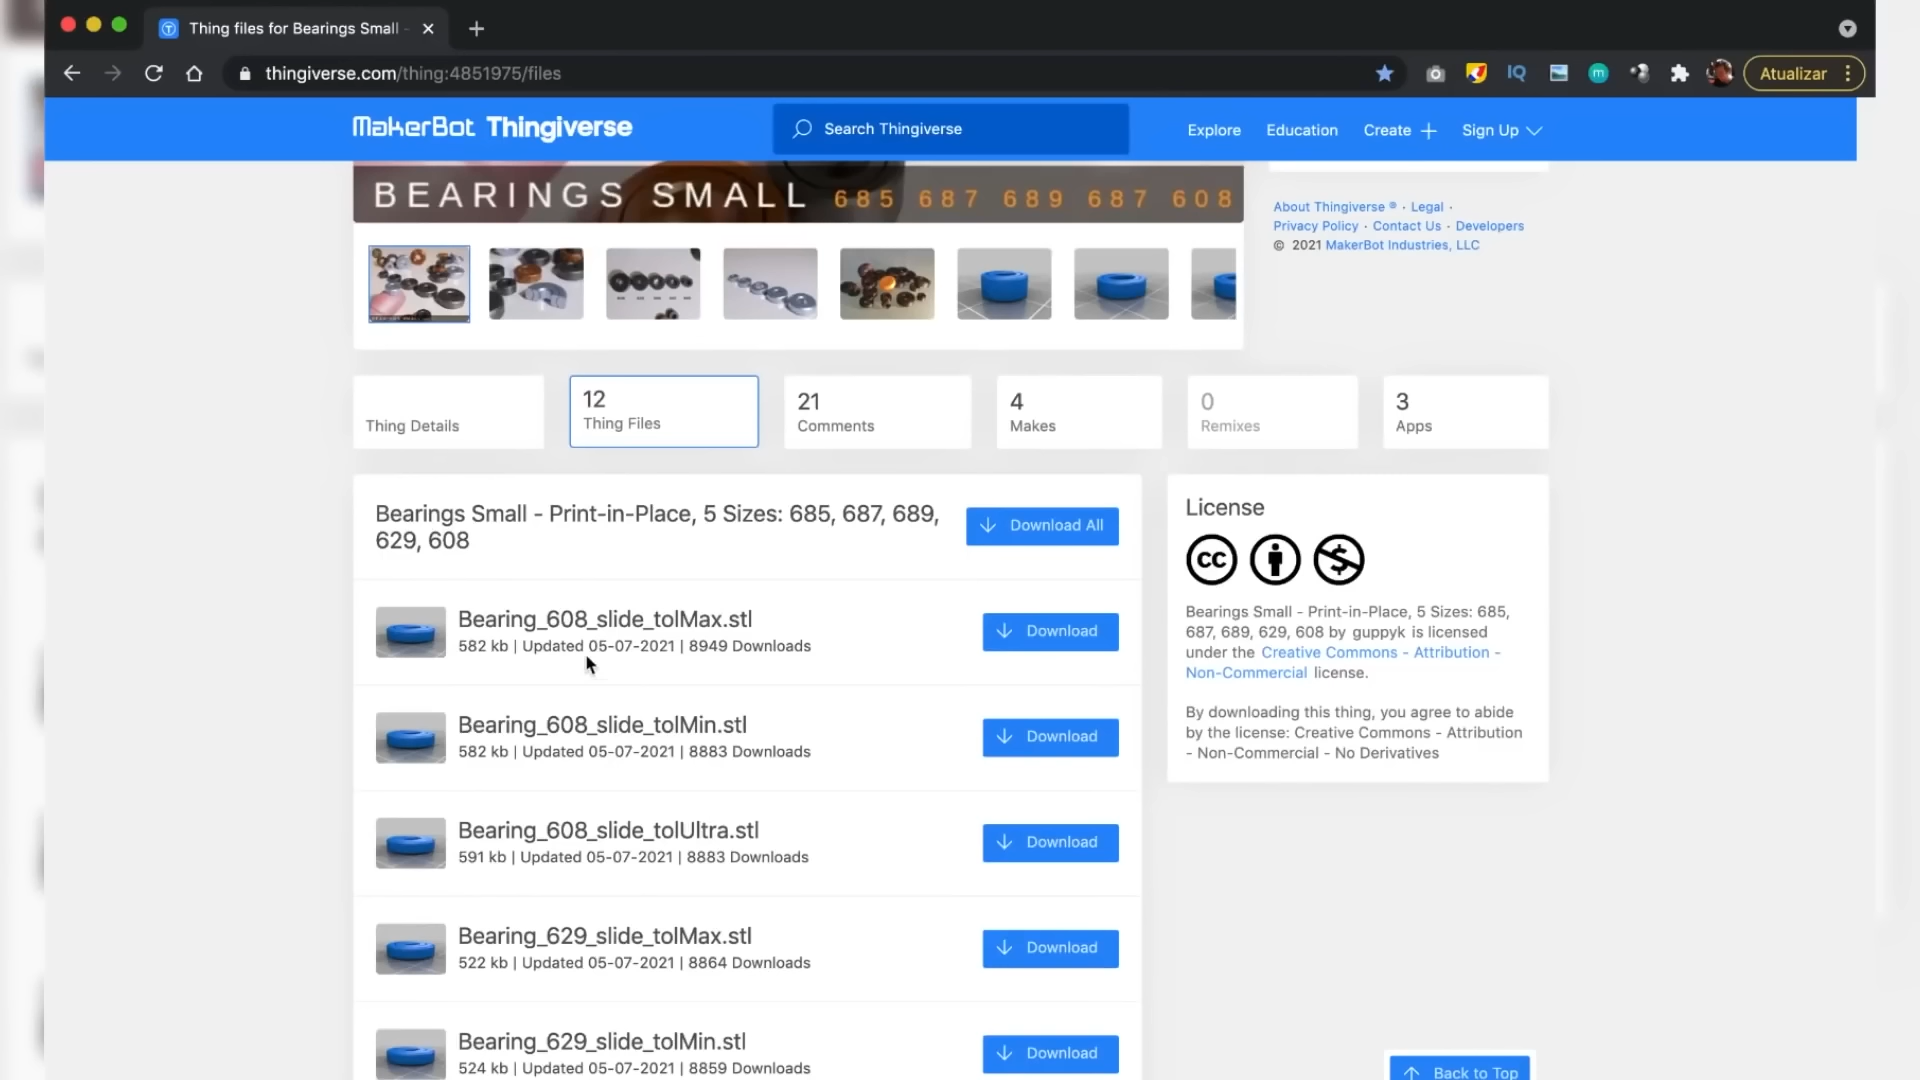 Thing files for Bearings Small -
thingiverse.com/thing:4851975/files
IQ
m
Atualizar
MakerBot Thingiverse
Search Thingiverse
Explore
Education
Create
Sign Up
BEARINGS SMALL 685 687 689 687 608
About Thingiverse ® · Legal ·
Privacy Policy · Contact Us · Developers
© 2021 MakerBot Industries, LLC
Thing Details
12
Thing Files
21
Comments
4
Makes
0
Remixes
3
Apps
Bearings Small - Print-in-Place, 5 Sizes: 685, 687, 689,
629, 608
Download All
Bearing_608_slide_tolMax.stl
582 kb | Updated 05-07-2021 | 8949 Downloads
Download
Bearing_608_slide_tolMin.stl
582 kb | Updated 05-07-2021 | 8883 Downloads
Download
Bearing_608_slide_tolUltra.stl
591 kb | Updated 05-07-2021 | 8883 Downloads
Download
Bearing_629_slide_tolMax.stl
522 kb | Updated 05-07-2021 | 8864 Downloads
Download
Bearing_629_slide_tolMin.stl
524 kb | Updated 05-07-2021 | 8859 Downloads
Download
License
cc
Bearings Small - Print-in-Place, 5 Sizes: 685,
687, 689, 629, 608 by guppyk is licensed
under the Creative Commons - Attribution -
Non-Commercial license.
By downloading this thing, you agree to abide
by the license: Creative Commons - Attribution
- Non-Commercial - No Derivatives
Back to Top